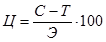 Ц = (С − Т) / Э · 100